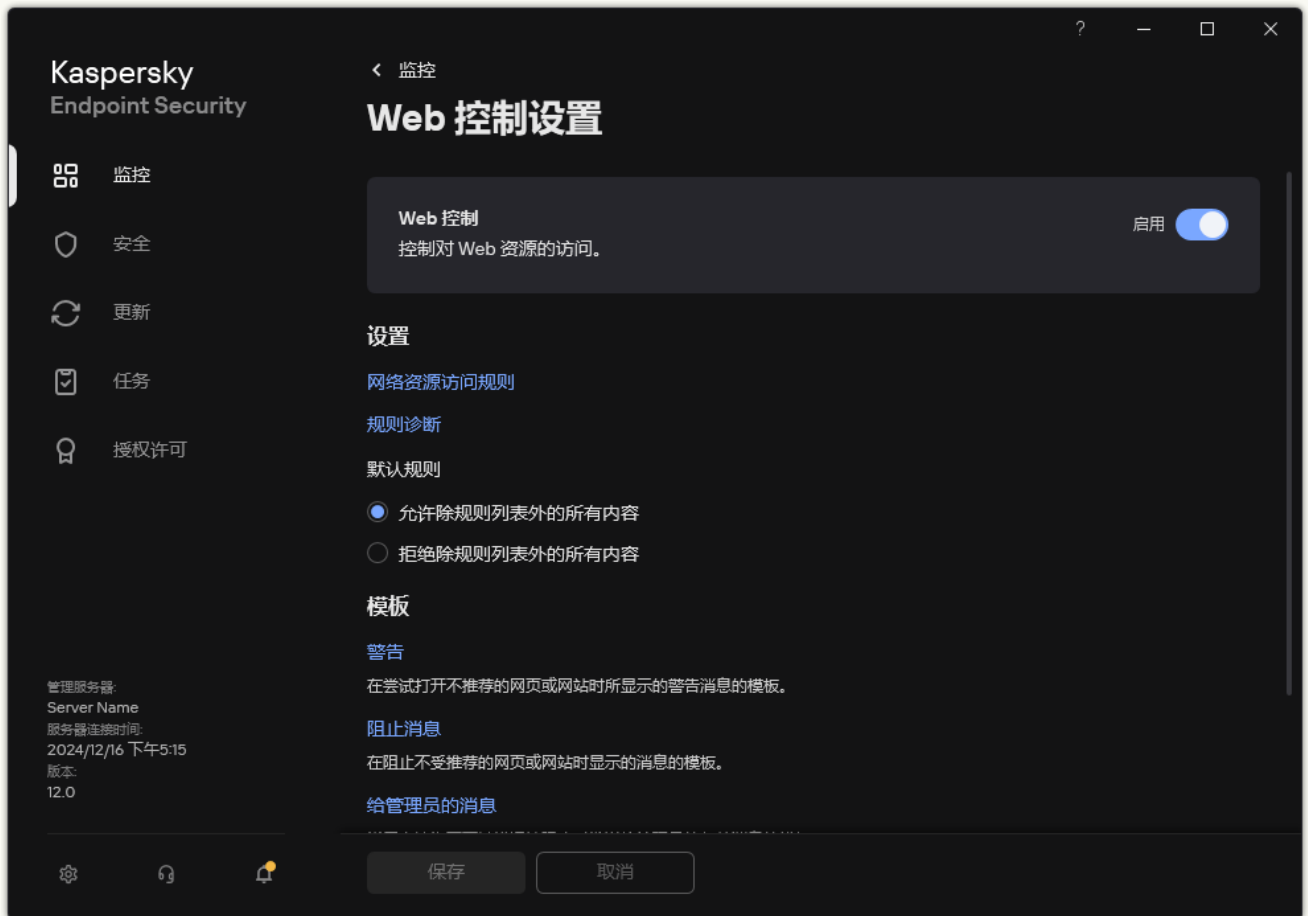 Kaspersky
Endpoint Security
监控
安全
更新
任务
授权许可
管理服务器:
Server Name
服务器连接时间:
2024/12/16 下午5:15
版本:
12.0
?
监控
Web 控制设置
Web 控制
控制对 Web 资源的访问。
启用
设置
网络资源访问规则
规则诊断
默认规则
允许除规则列表外的所有内容
拒绝除规则列表外的所有内容
模板
警告
在尝试打开不推荐的网页或网站时所显示的警告消息的模板。
阻止消息
在阻止不受推荐的网页或网站时显示的消息的模板。
给管理员的消息
保存
取消